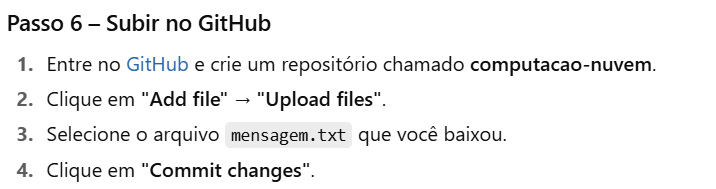 Passo 6 – Subir no GitHub
1. Entre no GitHub e crie um repositório chamado computacao-nuvem.
2. Clique em "Add file" → "Upload files".
3. Selecione o arquivo mensagem.txt que você baixou.
4. Clique em "Commit changes".